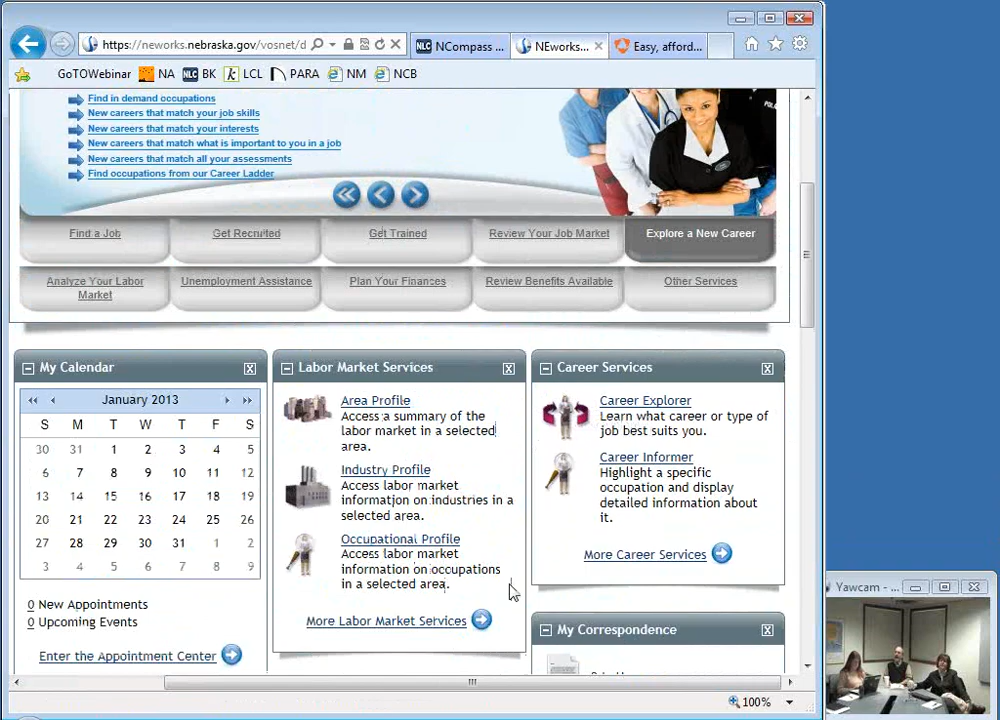 https://neworks.nebraska.gov/vosnet/d
NLC NCompass ...
NEworks...
Easy, afford...
GoTOWebinar
NA
NLC BK
k LCL
PARA
NM
NCB
Find in demand occupations
New careers that match your job skills
New careers that match your interests
New careers that match what is important to you in a job
New careers that match all your assessments
Find occupations from our Career Ladder
Find a Job
Get Recruited
Get Trained
Review Your Job Market
Explore a New Career
Analyze Your Labor
Market
Unemployment Assistance
Plan Your Finances
Review Benefits Available
Other Services
My Calendar
January 2013
S M T W T F S
30 31 1 2 3 4 5
6 7 8 9 10 11 12
13 14 15 16 17 18 19
20 21 22 23 24 25 26
27 28 29 30 31 1 2
3 4 5 6 7 8 9
0 New Appointments
0 Upcoming Events
Enter the Appointment Center
Labor Market Services
Area Profile
Access a summary of the
labor market in a selected
area.
Industry Profile
Access labor market
information on industries in a
selected area.
Occupational Profile
Access labor market
information on occupations
in a selected area.
More Labor Market Services
Career Services
Career Explorer
Learn what career or type of
job best suits you.
Career Informer
Highlight a specific
occupation and display
detailed information about
it.
More Career Services
My Correspondence
100%
Yawcam - ...